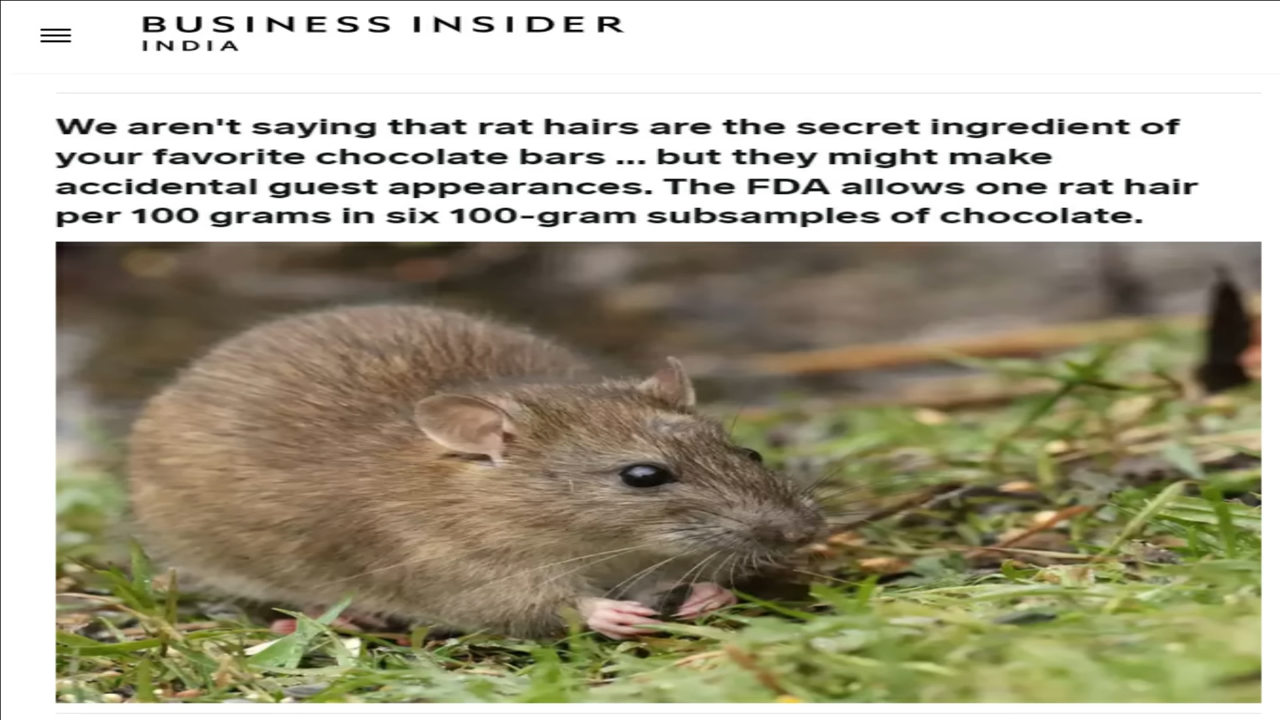 BUSINESS INSIDER
INDIA
We aren't saying that rat hairs are the secret ingredient of
your favorite chocolate bars ... but they might make
accidental guest appearances. The FDA allows one rat hair
per 100 grams in six 100-gram subsamples of chocolate.